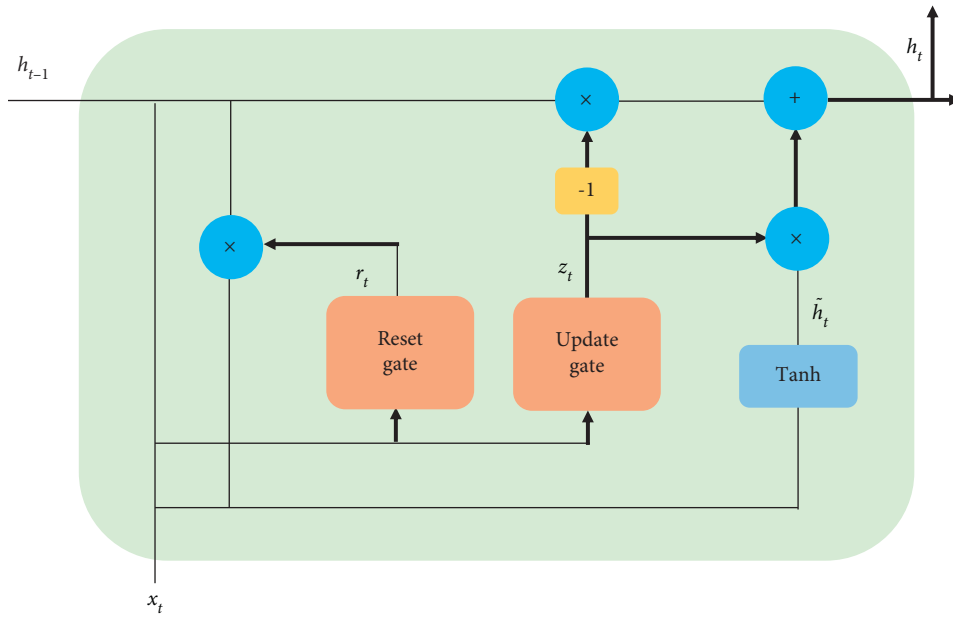 h_t
h_{t–1}
×
+
-1
×
×
r_t
z_t
h̃_t
Reset
gate
Update
gate
Tanh
x_t